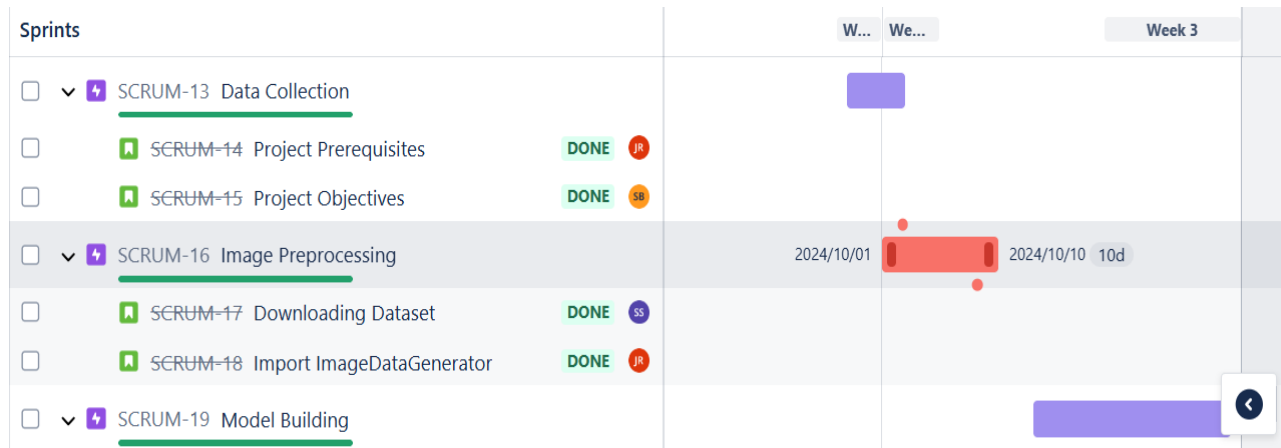 Sprints W... We... Week 3
SCRUM-13 Data Collection
SCRUM-14 Project Prerequisites DONE JR
SCRUM-15 Project Objectives DONE SB
SCRUM-16 Image Preprocessing 2024/10/01 2024/10/10 10d
SCRUM-17 Downloading Dataset DONE SS
SCRUM-18 Import ImageDataGenerator DONE JR
SCRUM-19 Model Building